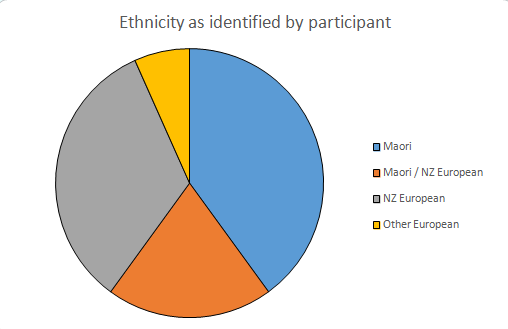 Ethnicity as identified by participant
Maori
Maori / NZ European
NZ European
Other European